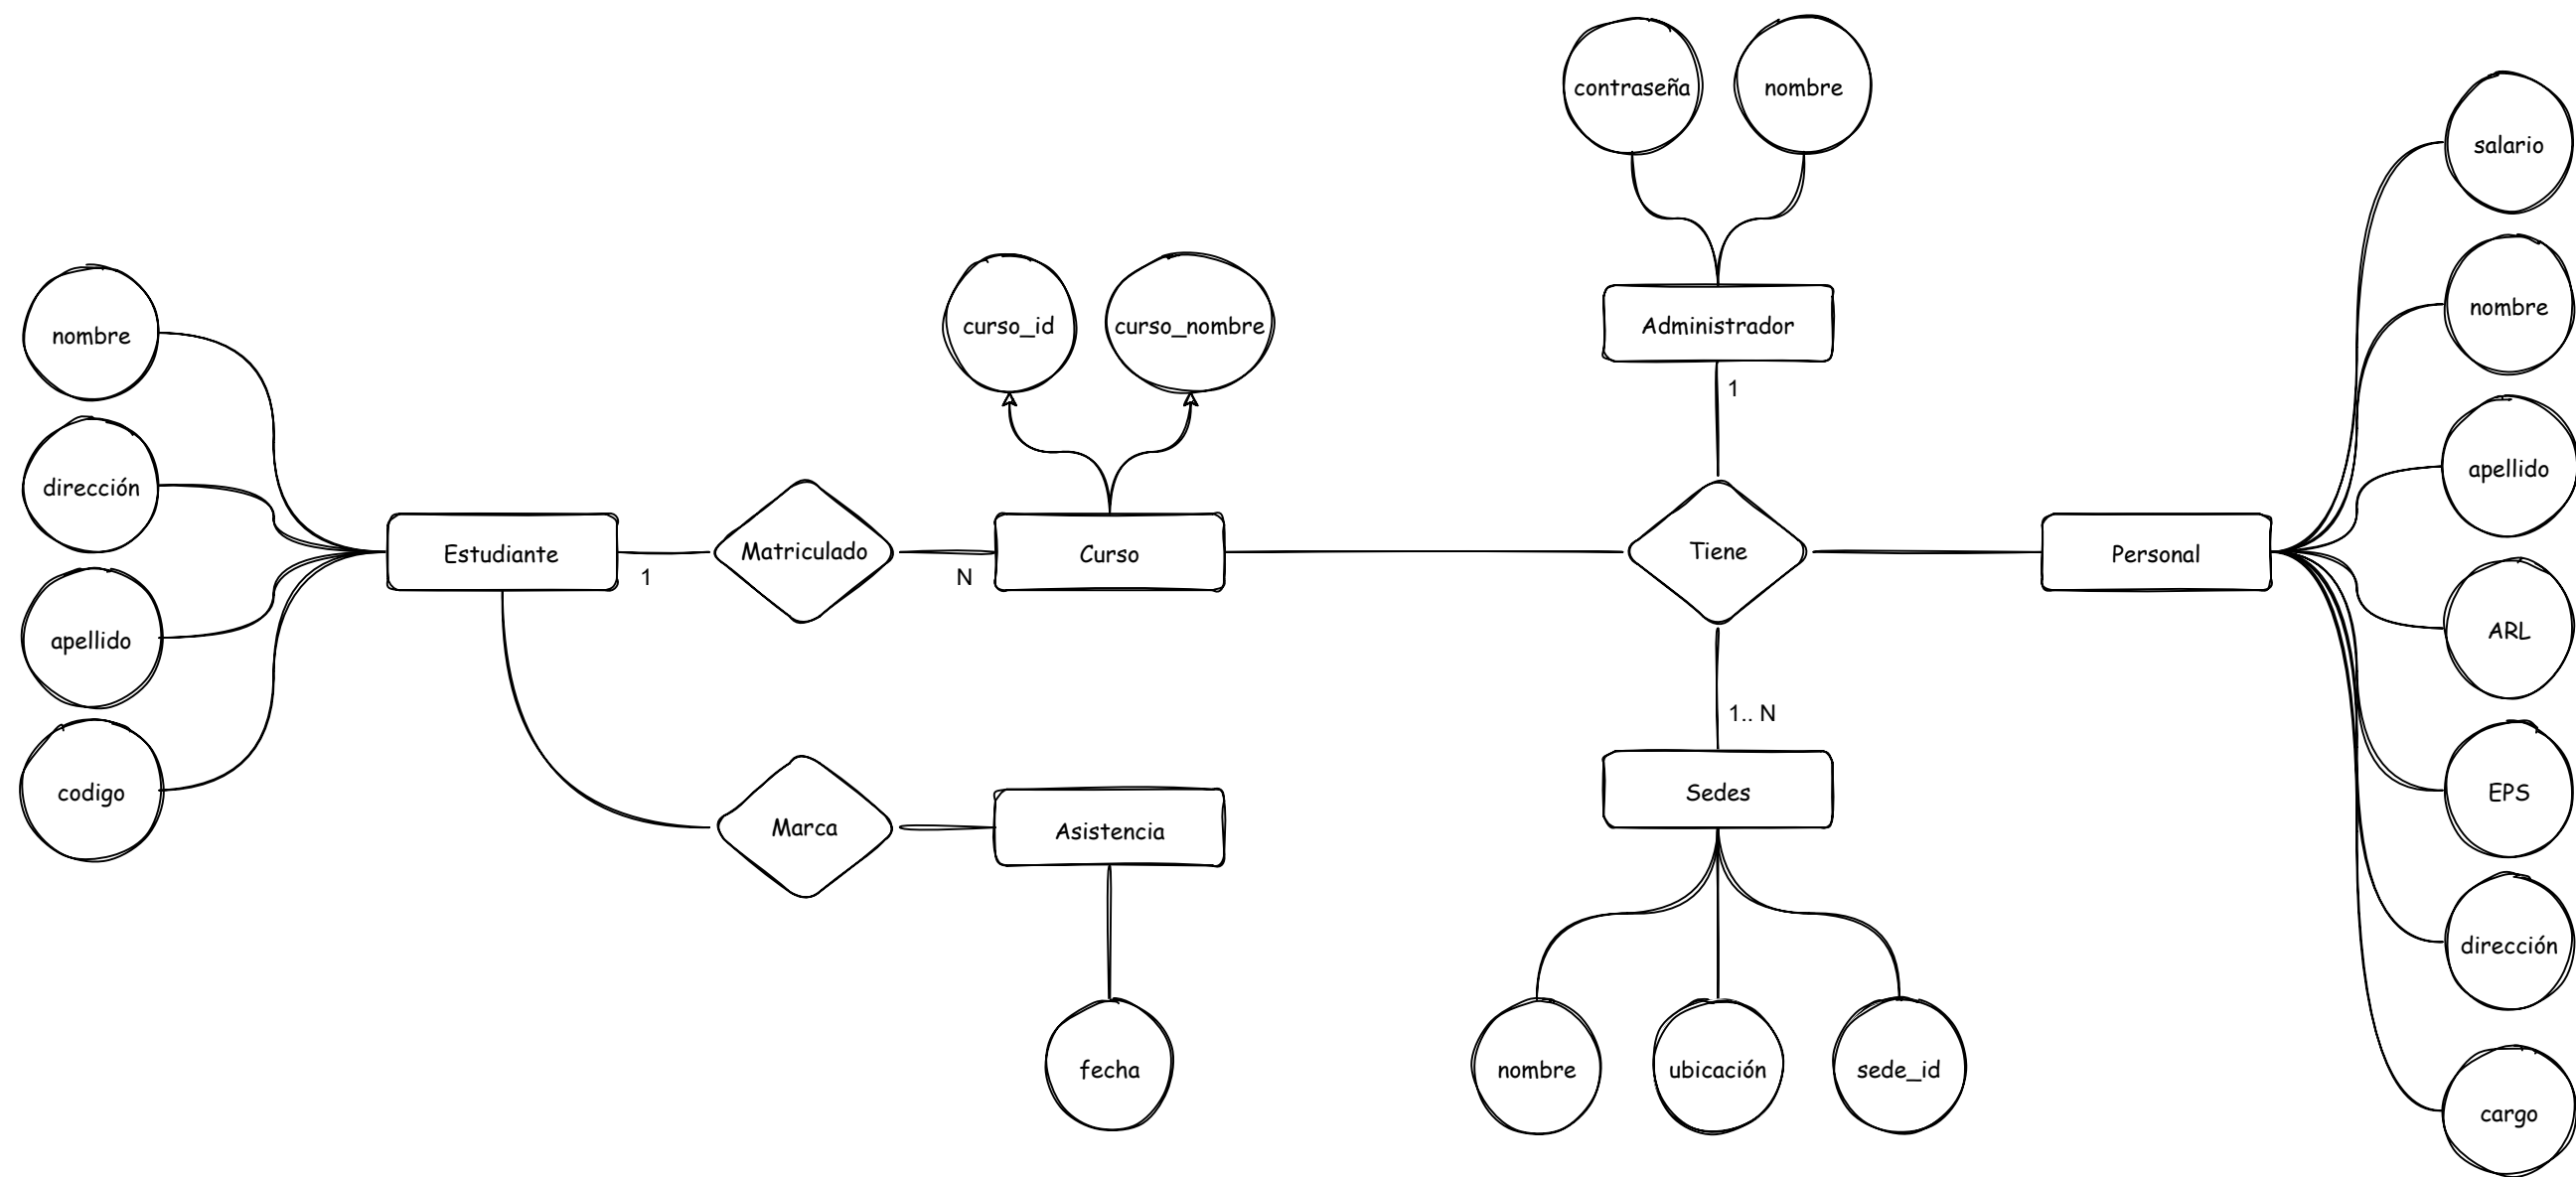 contraseña
nombre
salario
nombre
curso_id
curso_nombre
Administrador
nombre
1
apellido
dirección
Estudiante
1
Matriculado
N
Curso
Tiene
Personal
apellido
ARL
1.. N
codigo
Marca
Asistencia
Sedes
EPS
dirección
fecha
nombre
ubicación
sede_id
cargo